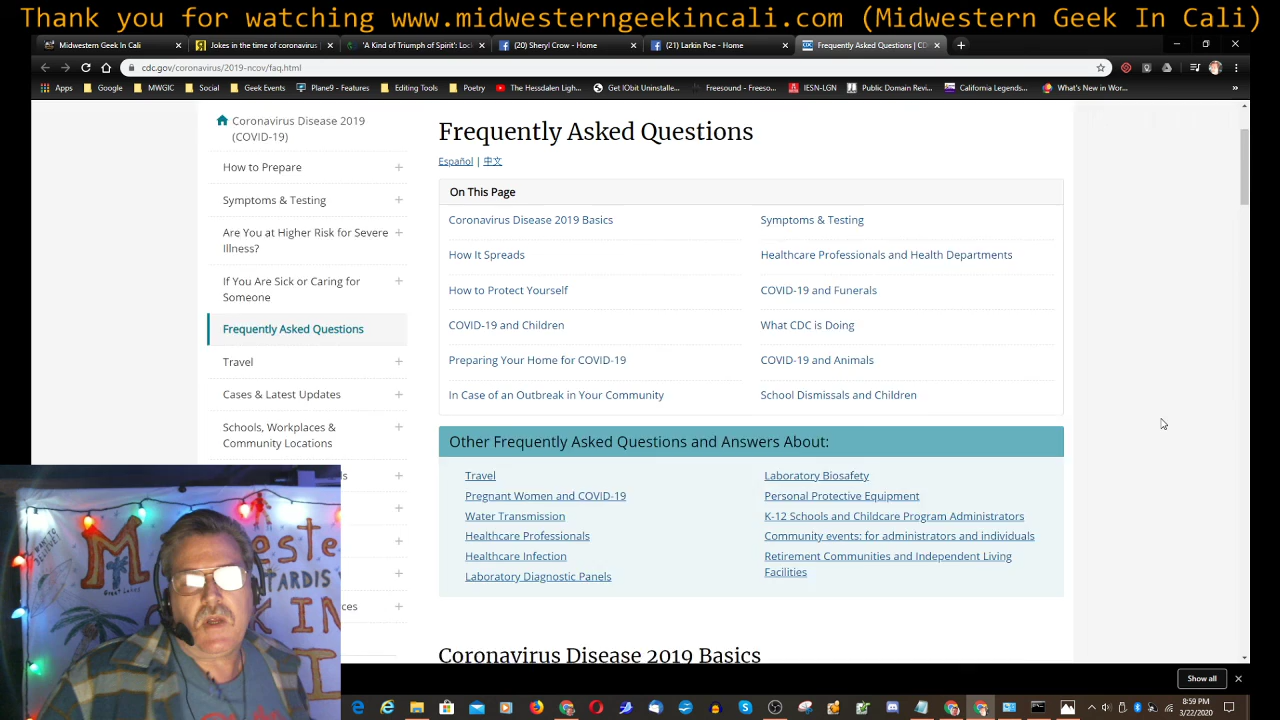 Thank you for watching www.midwesterngeekincali.com (Midwestern Geek In Cali)
Midwestern Geek In Cali
Jokes in the time of coronavirus
'A Kind of Triumph of Spirit': Loc
(20) Sheryl Crow - Home
(21) Larkin Poe - Home
Frequently Asked Questions | CD
cdc.gov/coronavirus/2019-ncov/faq.html
Apps
Google
MWGIC
Social
Geek Events
Plane9 - Features
Editing Tools
Poetry
The Hessdalen Ligh...
Get IObit Uninstalle...
Freesound - Freeso...
IESN-LGN
Public Domain Revi...
California Legends...
What's New in Wor...
»
Coronavirus Disease 2019
(COVID-19)
How to Prepare
Symptoms & Testing
Are You at Higher Risk for Severe
Illness?
If You Are Sick or Caring for
Someone
Frequently Asked Questions
Travel
Cases & Latest Updates
Schools, Workplaces &
Community Locations
ls
ces
Frequently Asked Questions
Español | 中文
On This Page
Coronavirus Disease 2019 Basics
Symptoms & Testing
How It Spreads
Healthcare Professionals and Health Departments
How to Protect Yourself
COVID-19 and Funerals
COVID-19 and Children
What CDC is Doing
Preparing Your Home for COVID-19
COVID-19 and Animals
In Case of an Outbreak in Your Community
School Dismissals and Children
Other Frequently Asked Questions and Answers About:
Travel
Pregnant Women and COVID-19
Water Transmission
Healthcare Professionals
Healthcare Infection
Laboratory Diagnostic Panels
Laboratory Biosafety
Personal Protective Equipment
K-12 Schools and Childcare Program Administrators
Community events: for administrators and individuals
Retirement Communities and Independent Living
Facilities
Coronavirus Disease 2019 Basics
Midweste
Great Lakes
TARDIS
Show all
8:59 PM
3/22/2020